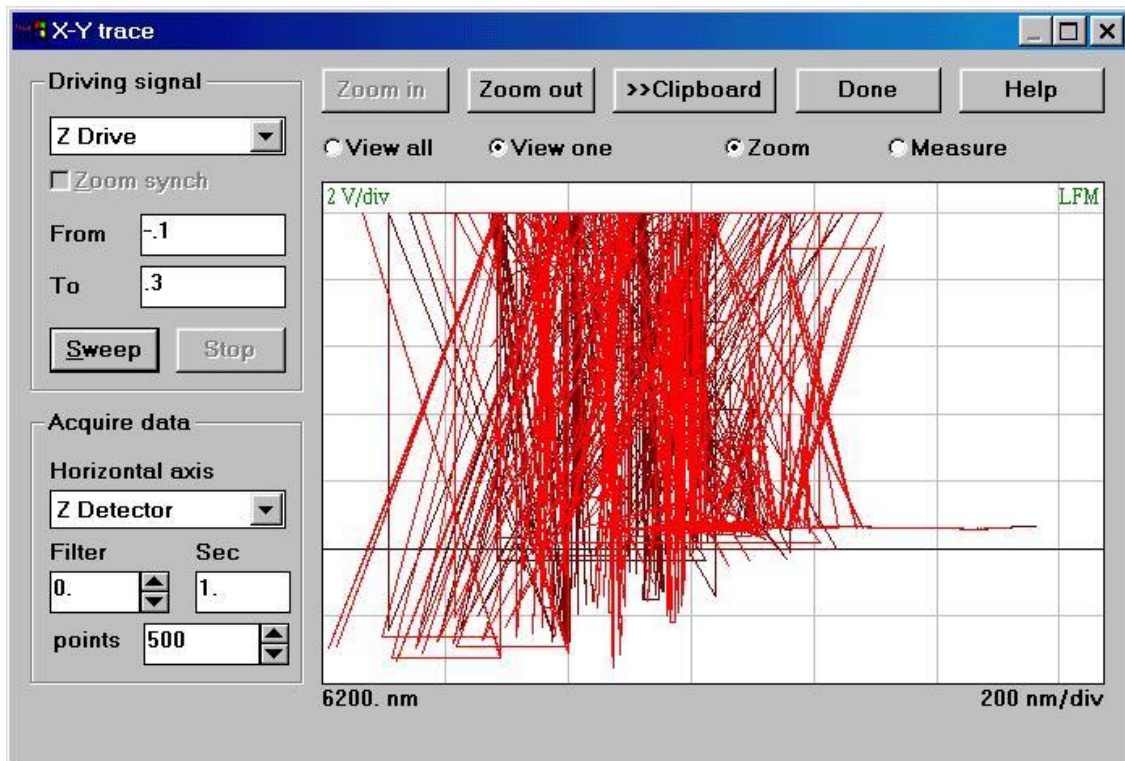 X-Y trace
Driving signal
Z Drive
Zoom synch
From -.1
To .3
Sweep Stop
Acquire data
Horizontal axis
Z Detector
Filter Sec
0. 1.
points 500
Zoom in Zoom out >>Clipboard Done Help
View all View one Zoom Measure
2 V/div LFM
6200. nm 200 nm/div